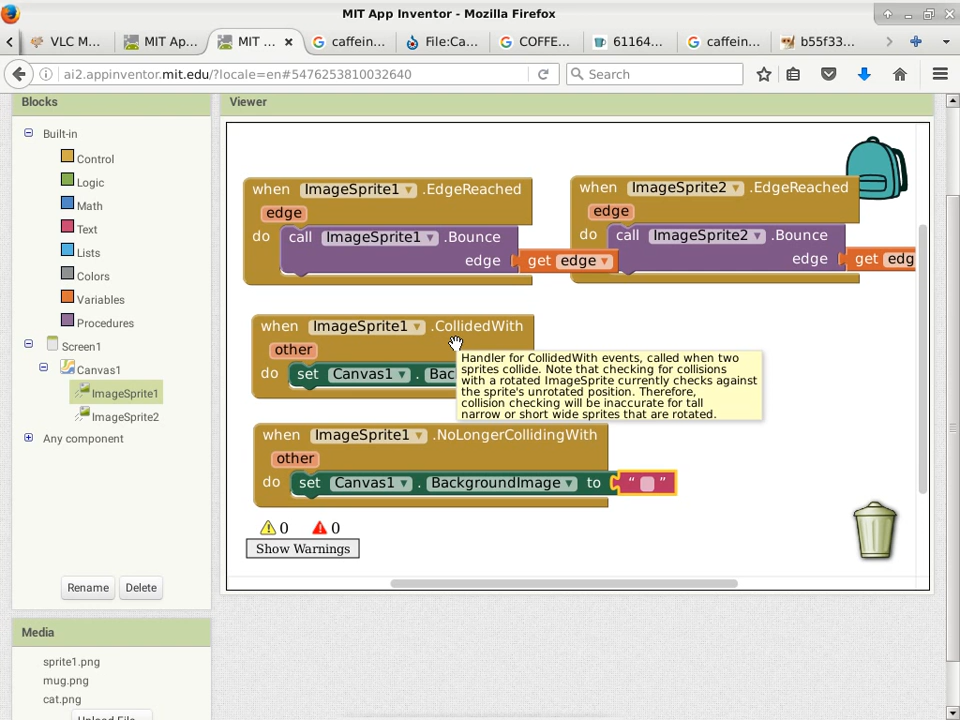 MIT App Inventor - Mozilla Firefox
VLC M...
MIT Ap...
MIT ...
caffein...
File:Ca...
COFFE...
61164...
caffein...
b55f33...
ai2.appinventor.mit.edu/?locale=en#5476253810032640
Search
Blocks
Built-in
Control
Logic
Math
Text
Lists
Colors
Variables
Procedures
Screen1
Canvas1
ImageSprite1
ImageSprite2
Any component
Rename Delete
Media
sprite1.png
mug.png
cat.png
Upload File ...
Viewer
when ImageSprite1 .EdgeReached
edge
do call ImageSprite1 .Bounce
edge get edge
when ImageSprite2 .EdgeReached
edge
do call ImageSprite2 .Bounce
edge get edg
when ImageSprite1 .CollidedWith
other
do set Canvas1 . Bac
Handler for CollidedWith events, called when two
sprites collide. Note that checking for collisions
with a rotated ImageSprite currently checks against
the sprite's unrotated position. Therefore,
collision checking will be inaccurate for tall
narrow or short wide sprites that are rotated.
when ImageSprite1 .NoLongerCollidingWith
other
do set Canvas1 . BackgroundImage to " "
0 0
Show Warnings